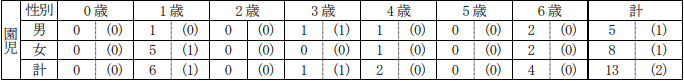 園児 性別 0歳 1歳 2歳 3歳 4歳 5歳 6歳 計
男 0 (0) 1 (0) 0 (0) 1 (1) 1 (0) 0 (0) 2 (0) 5 (1)
女 0 (0) 5 (1) 0 (0) 0 (0) 1 (0) 0 (0) 2 (0) 8 (1)
計 0 (0) 6 (1) 0 (0) 1 (1) 2 (0) 0 (0) 4 (0) 13 (2)